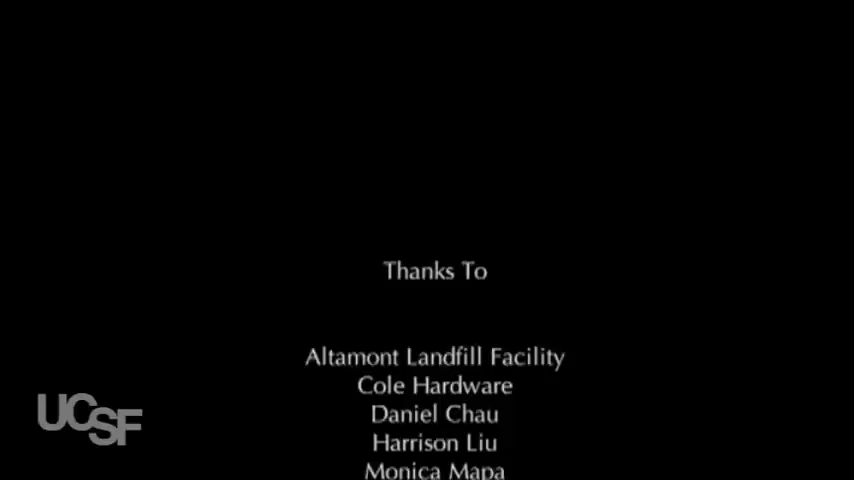 Thanks To
Altamont Landfill Facility
Cole Hardware
Daniel Chau
Harrison Liu
Monica Mapa
UCSF